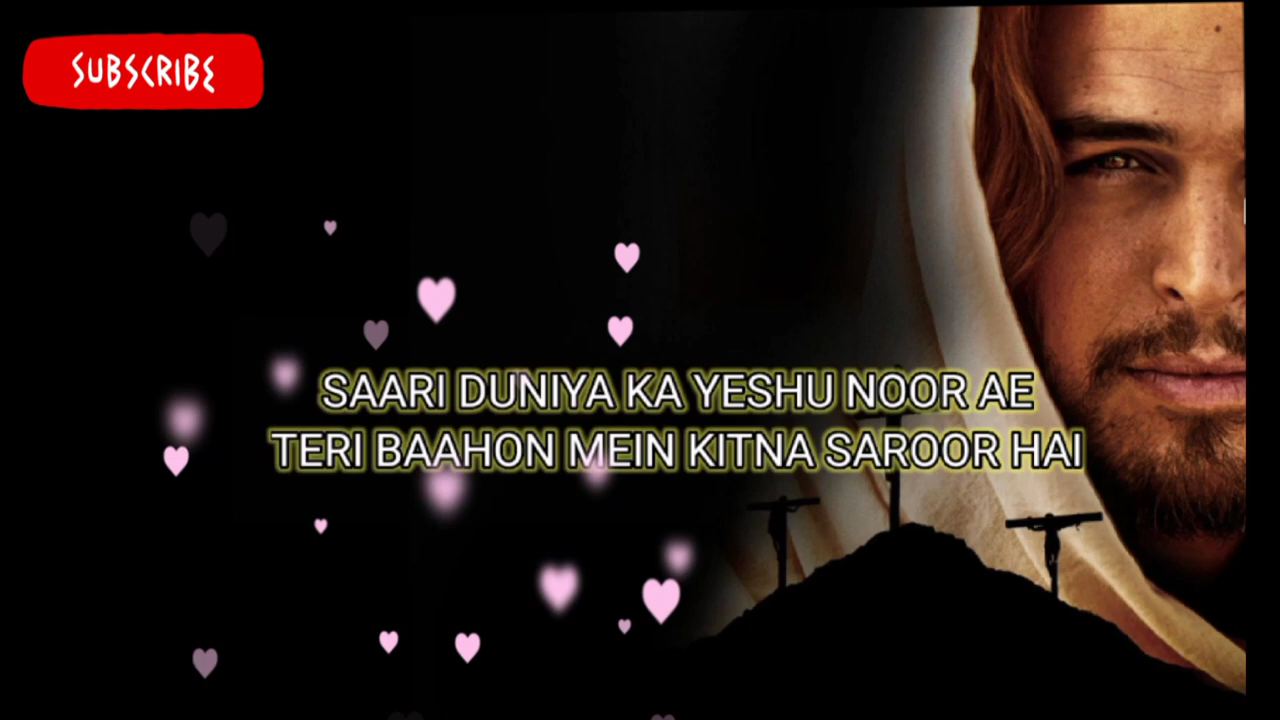 SUBSCRIBE
SAARI DUNIYA KA YESHU NOOR AE
TERI BAAHON MEIN KITNA SAROOR HAI